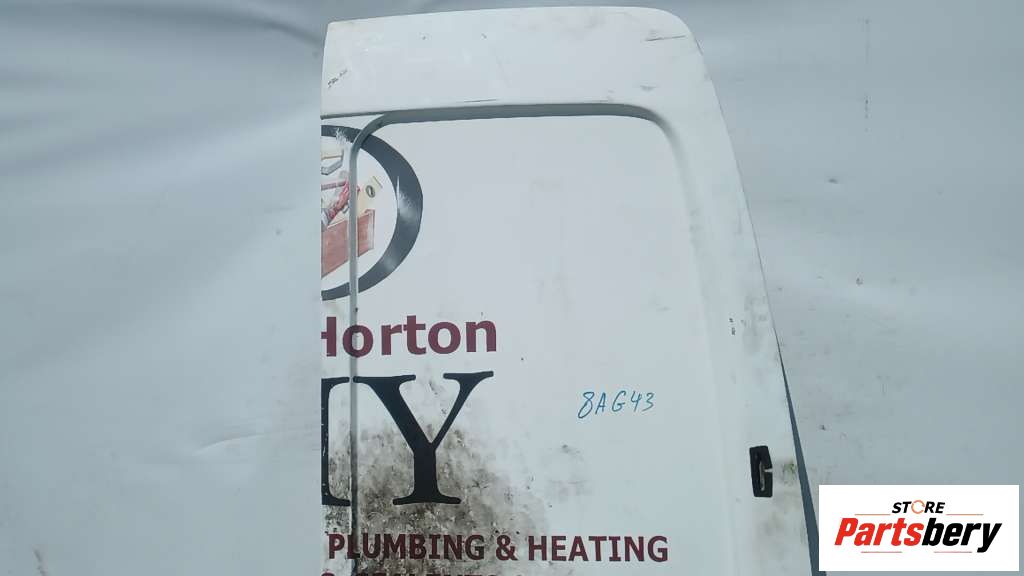 Horton
Y
8AG43
PLUMBING & HEATING
STORE
Partsbery